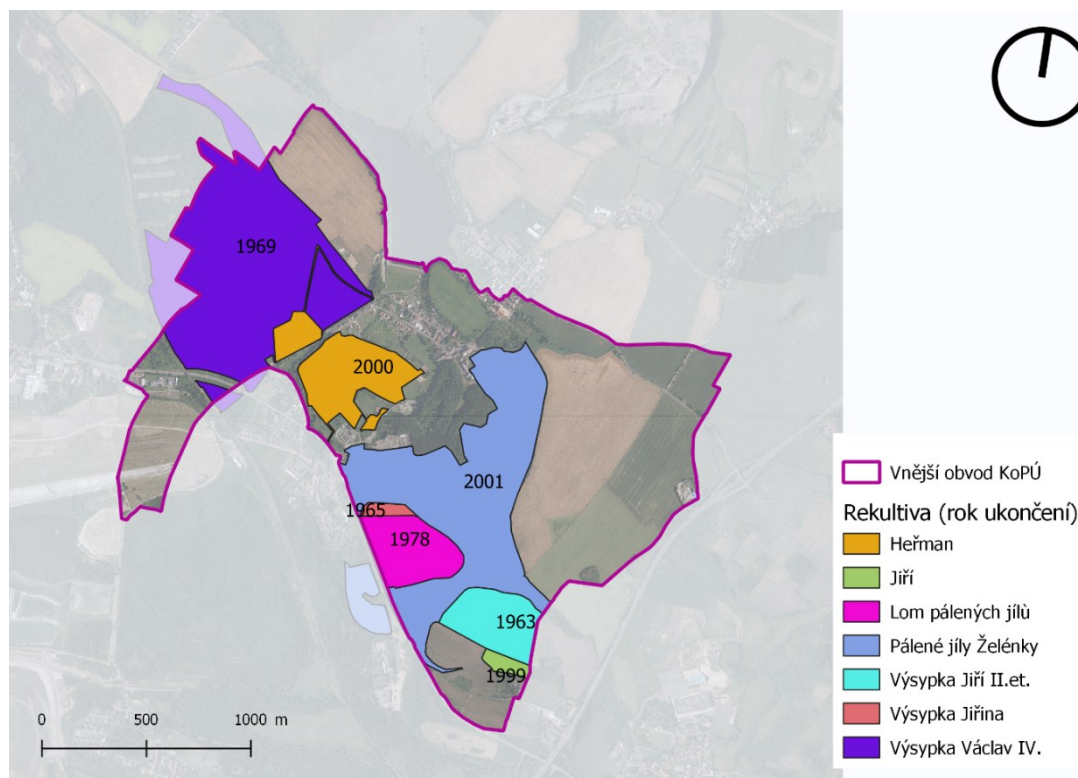 1969
2000
2001
1965
1978
1963
1999
0 500 1000 m
Vnější obvod KoPÚ
Rekultiva (rok ukončení)
Heřman
Jiří
Lom pálených jílù
Pálené jíly Želénky
Výsypka Jiří II.et.
Výsypka Jiřina
Výsypka Václav IV.